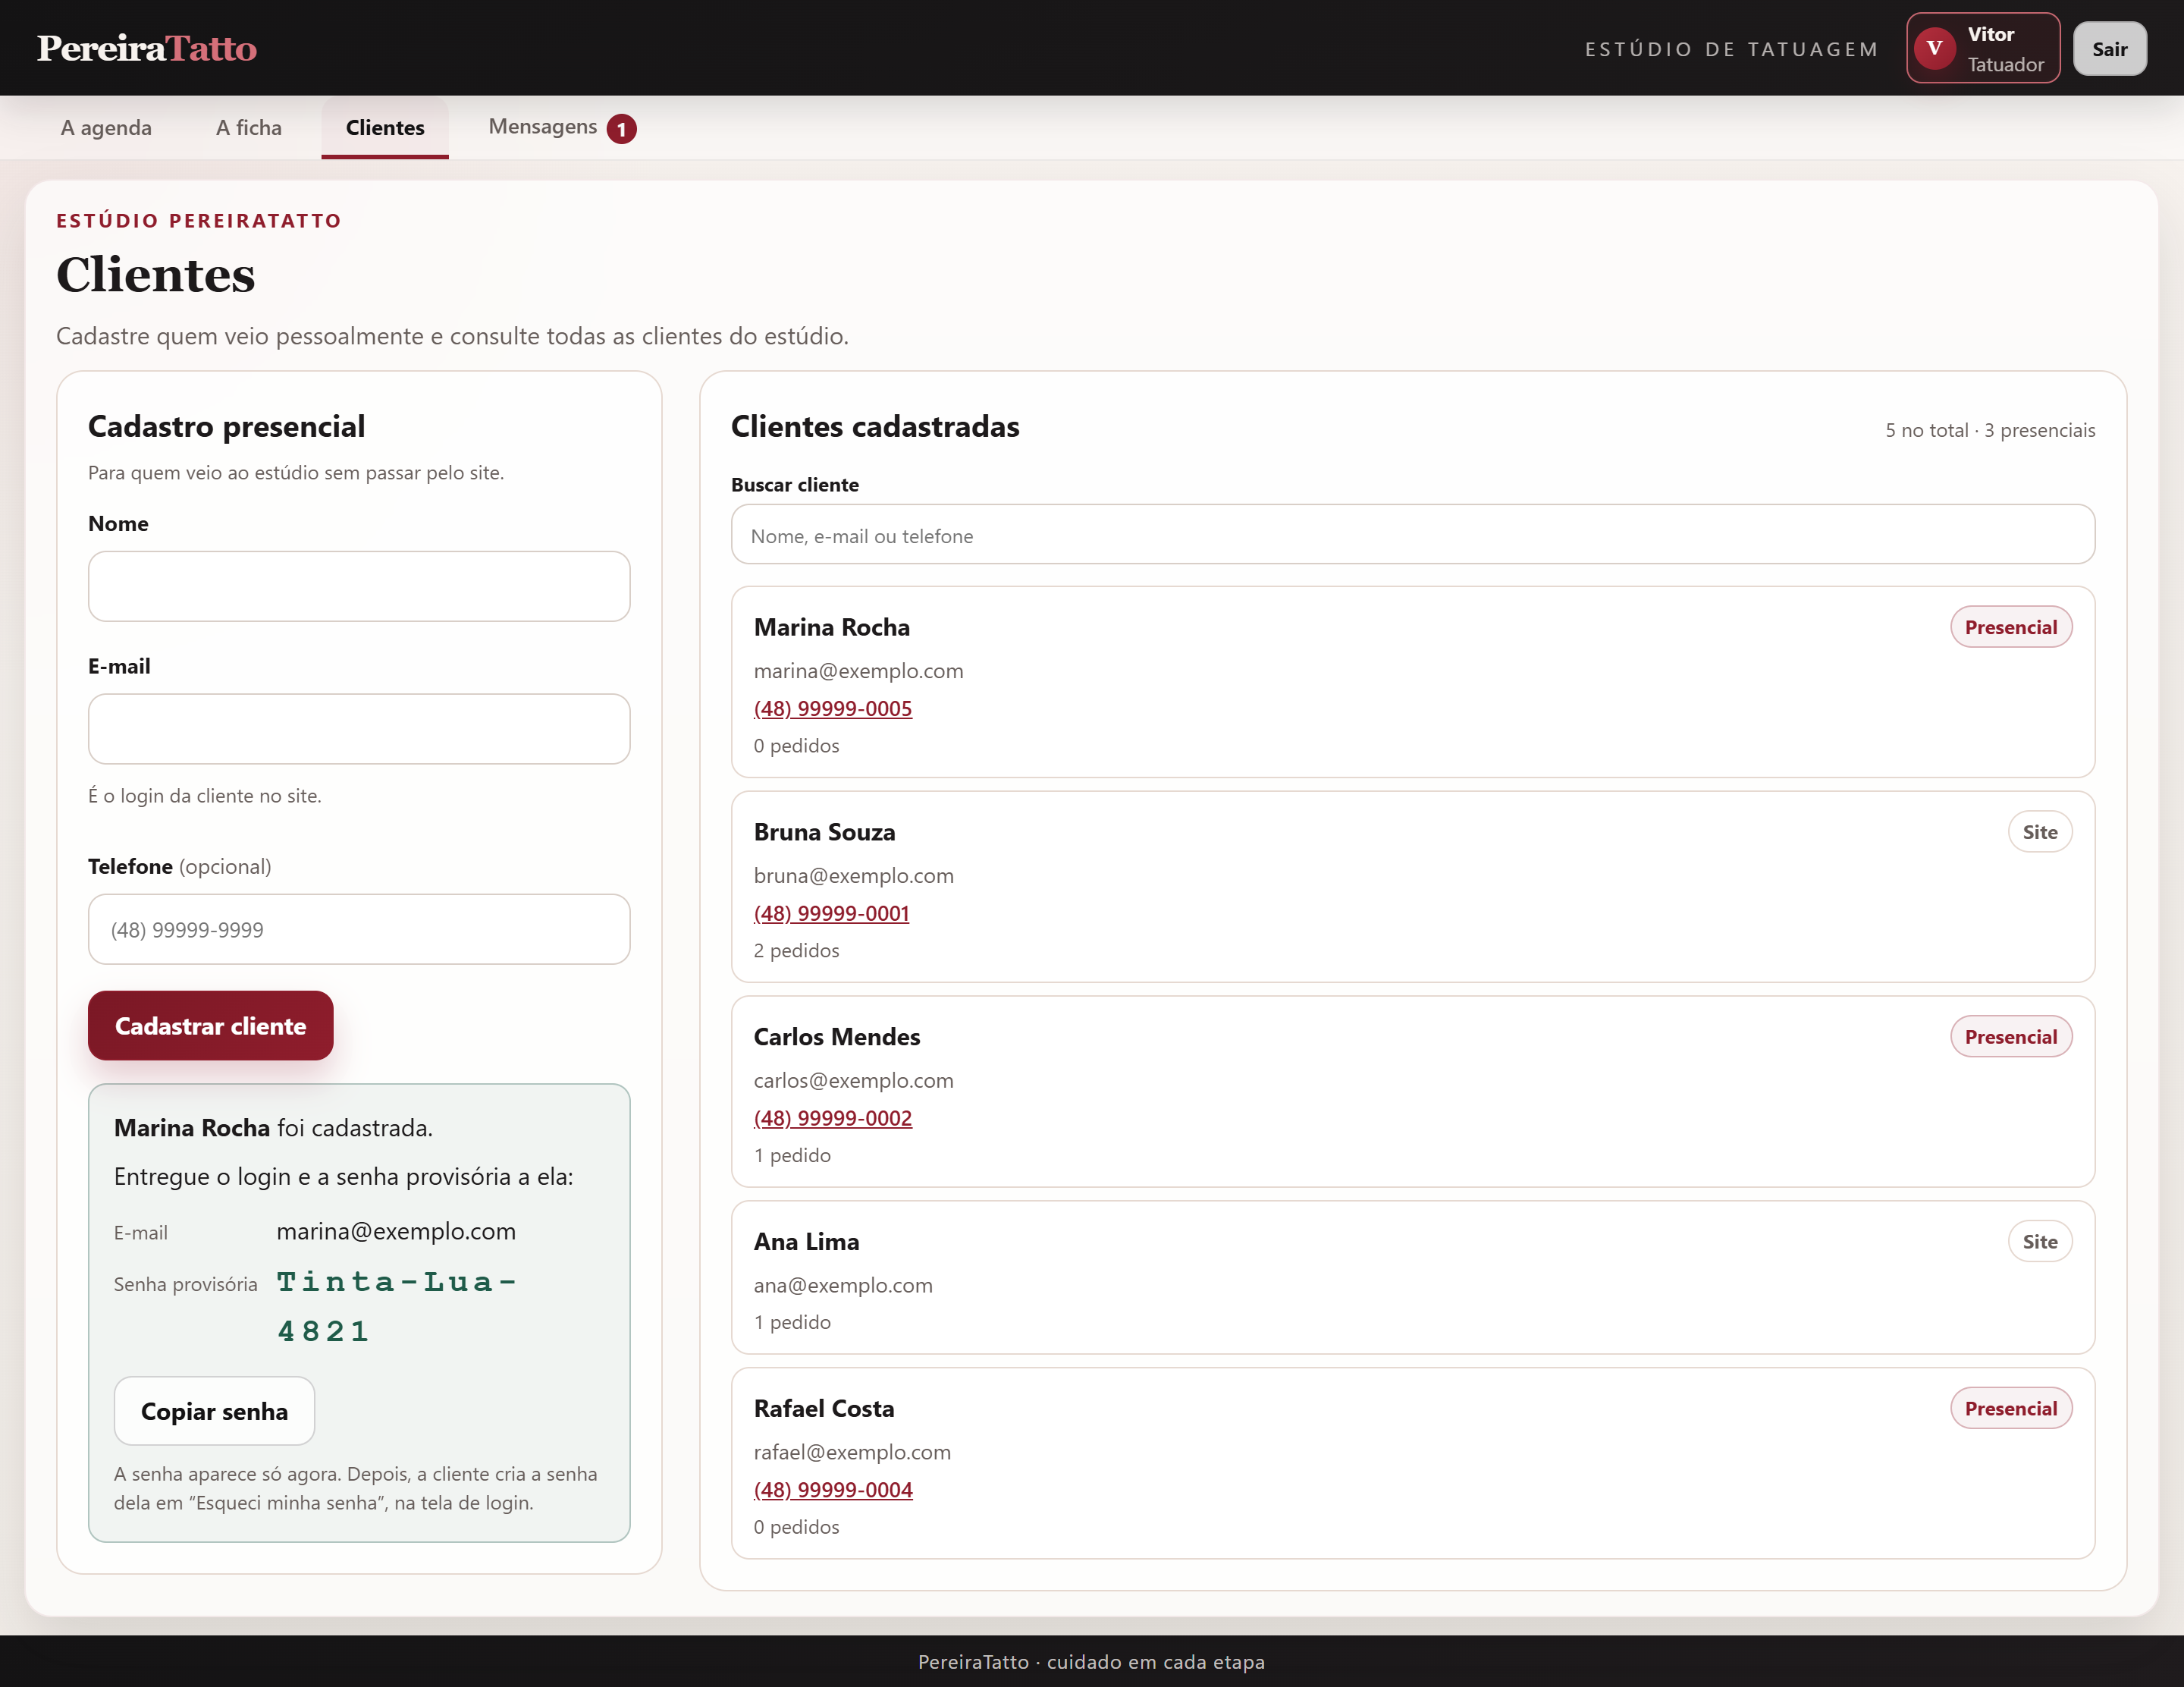 PereiraTatto
ESTÚDIO DE TATUAGEM
V
Vitor
Tatuador
Sair
A agenda
A ficha
Clientes
Mensagens 1
ESTÚDIO PEREIRATATTO
Clientes
Cadastre quem veio pessoalmente e consulte todas as clientes do estúdio.
Cadastro presencial
Para quem veio ao estúdio sem passar pelo site.
Nome
E-mail
É o login da cliente no site.
Telefone (opcional)
(48) 99999-9999
Cadastrar cliente
Marina Rocha foi cadastrada.
Entregue o login e a senha provisória a ela:
E-mail marina@exemplo.com
Senha provisória Tinta-Lua-
4821
Copiar senha
A senha aparece só agora. Depois, a cliente cria a senha
dela em “Esqueci minha senha”, na tela de login.
Clientes cadastradas
5 no total · 3 presenciais
Buscar cliente
Nome, e-mail ou telefone
Marina Rocha
Presencial
marina@exemplo.com
(48) 99999-0005
0 pedidos
Bruna Souza
Site
bruna@exemplo.com
(48) 99999-0001
2 pedidos
Carlos Mendes
Presencial
carlos@exemplo.com
(48) 99999-0002
1 pedido
Ana Lima
Site
ana@exemplo.com
1 pedido
Rafael Costa
Presencial
rafael@exemplo.com
(48) 99999-0004
0 pedidos
PereiraTatto · cuidado em cada etapa